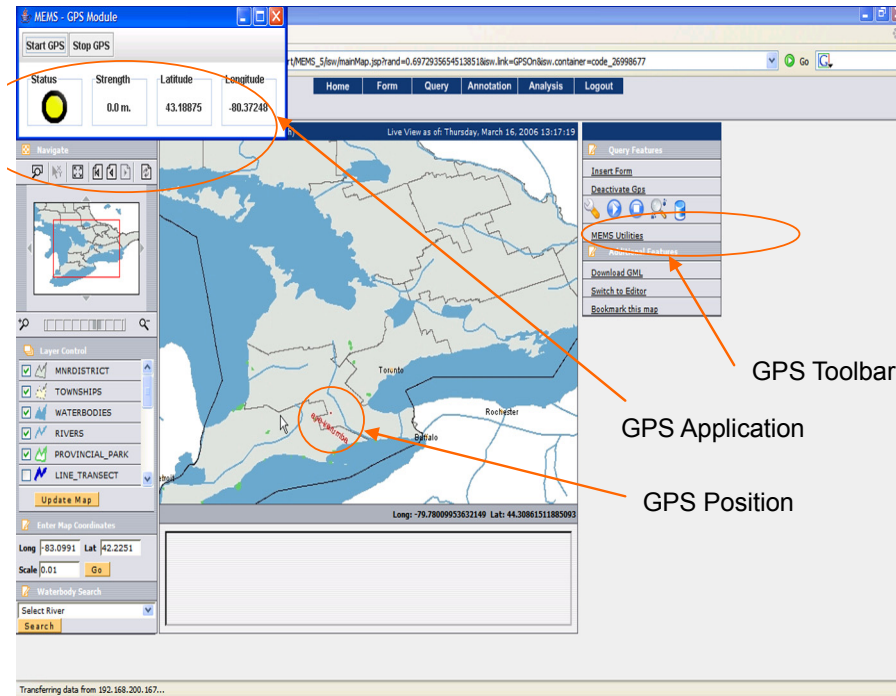 MEMS - GPS Module
Start GPS Stop GPS
Status Strength Latitude Longitude
0.0 m. 43.18875 -80.37248
rt/MEMS_5/isw/mainMap.jsp?rand=0.6972935654513851&isw.link=GPSOn&isw.container=code_26998677
Go
Home Form Query Annotation Analysis Logout
Live View as of: Thursday, March 16, 2006 13:17:19
Navigate
Query Features
Insert Form
Deactivate Gps
MEMS Utilities
Additional Features
Download GML
Switch to Editor
Bookmark this map
Layer Control
MNRDISTRICT
TOWNSHIPS
WATERBODIES
RIVERS
PROVINCIAL_PARK
LINE_TRANSECT
Update Map
Toronto
Rochester
Buffalo
GPS Toolbar
GPS Application
GPS Position
Long: -79.78009953632149 Lat: 44.30861511885093
Enter Map Coordinates
Long -83.0991 Lat 42.2251
Scale 0.01 Go
Waterbody Search
Select River
Search
Transferring data from 192.168.200.167...